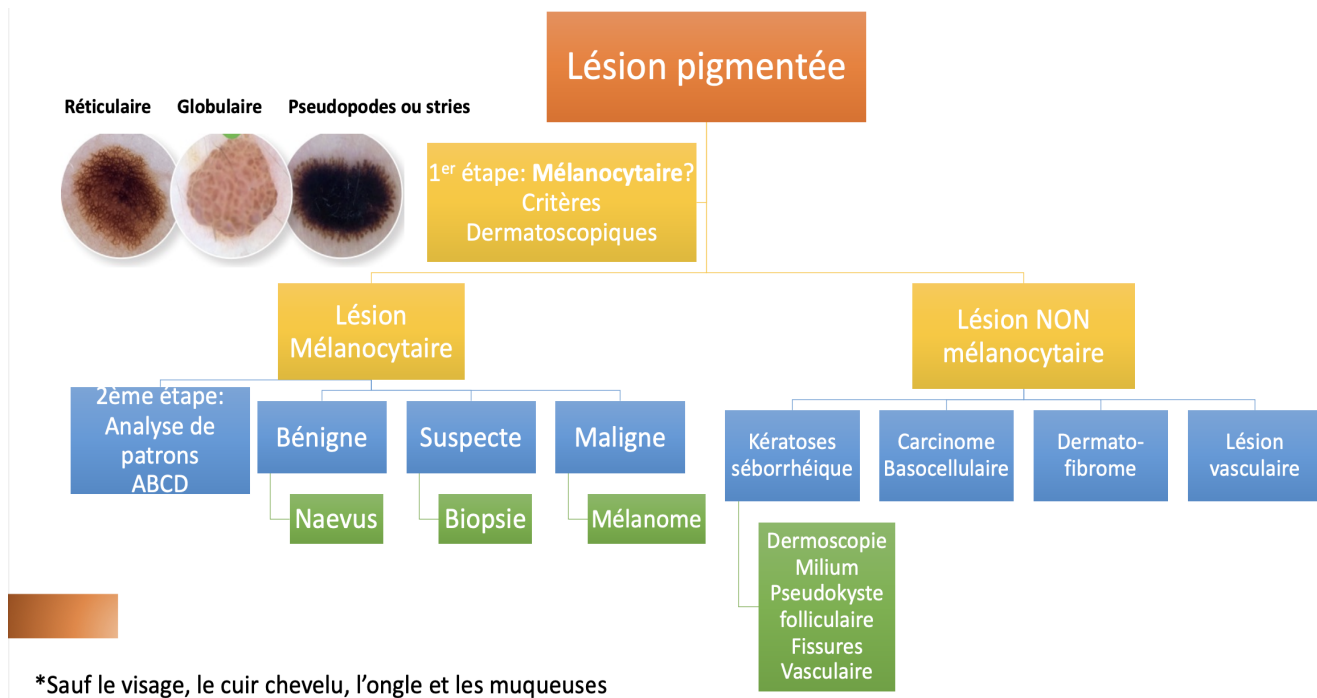 Lésion pigmentée
Réticulaire
Globulaire
Pseudopodes ou stries
1er étape: Mélanocytaire?
Critères
Dermatoscopiques
Lésion
Mélanocytaire
Lésion NON
mélanocytaire
2ème étape:
Analyse de
patrons
ABCD
Bénigne
Suspecte
Maligne
Kératoses
séborrhéique
Carcinome
Basocellulaire
Dermato-
fibrome
Lésion
vasculaire
Naevus
Biopsie
Mélanome
Dermoscopie
Milium
Pseudokyste
folliculaire
Fissures
Vasculaire
*Sauf le visage, le cuir chevelu, l’ongle et les muqueuses